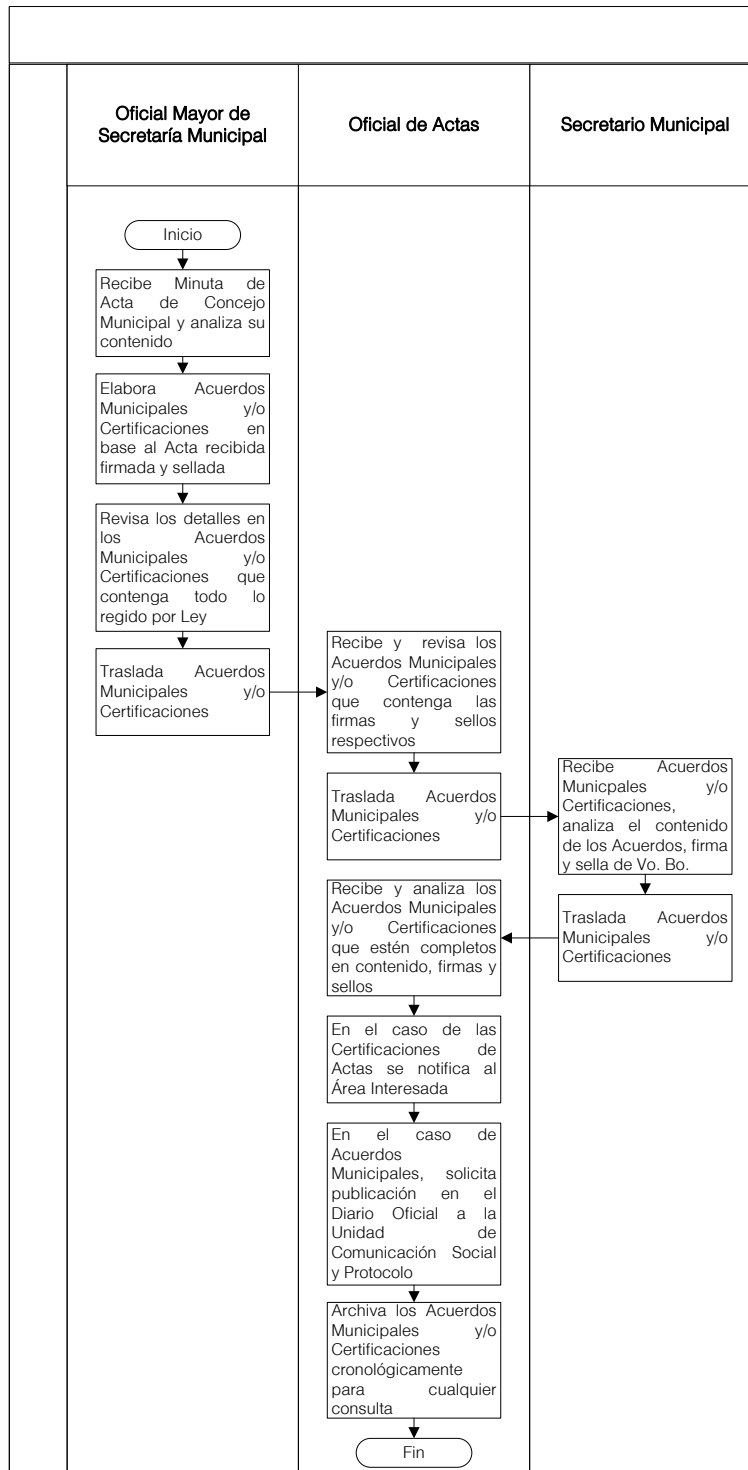 Oficial Mayor de
Secretaría Municipal
Oficial de Actas
Secretario Municipal
Inicio
Recibe Minuta de
Acta de Concejo
Municipal y analiza su
contenido
Elabora Acuerdos
Municipales y/o
Certificaciones en
base al Acta recibida
firmada y sellada
Revisa los detalles en
los Acuerdos
Municipales y/o
Certificaciones que
contenga todo lo
regido por Ley
Traslada Acuerdos
Municipales y/o
Certificaciones
Recibe y revisa los
Acuerdos Municipales
y/o Certificaciones
que contenga las
firmas y sellos
respectivos
Traslada Acuerdos
Municipales y/o
Certificaciones
Recibe Acuerdos
Municpales y/o
Certificaciones,
analiza el contenido
de los Acuerdos, firma
y sella de Vo. Bo.
Traslada Acuerdos
Municipales y/o
Certificaciones
Recibe y analiza los
Acuerdos Municipales
y/o Certificaciones
que estén completos
en contenido, firmas y
sellos
En el caso de las
Certificaciones de
Actas se notifica al
Área Interesada
En el caso de
Acuerdos
Municipales, solicita
publicación en el
Diario Oficial a la
Unidad de
Comunicación Social
y Protocolo
Archiva los Acuerdos
Municipales y/o
Certificaciones
cronológicamente
para cualquier
consulta
Fin